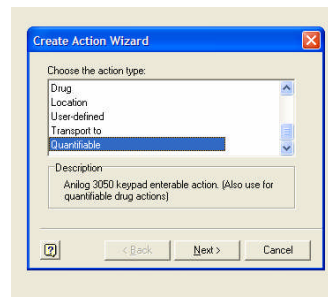 Create Action Wizard
Choose the action type:
Drug
Location
User-defined
Transport to
Quantifiable
Description
Anilog 3050 keypad enterable action. (Also use for
quantifiable drug actions)
< Back
Next >
Cancel